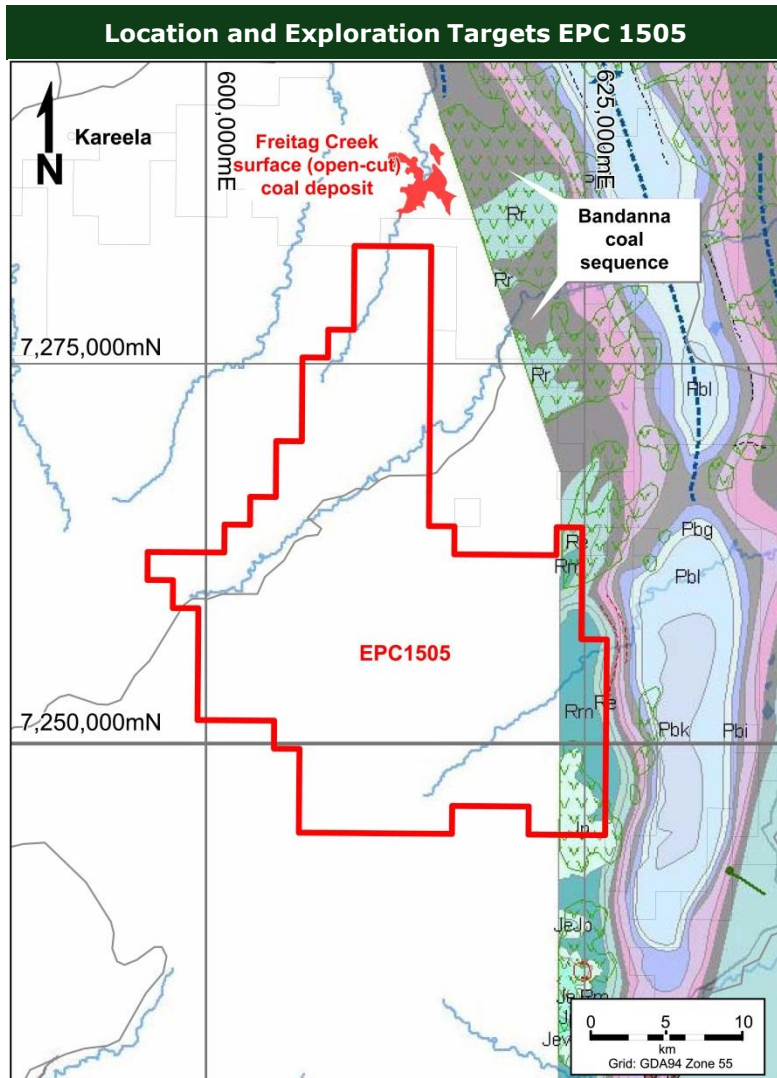 Location and Exploration Targets EPC 1505
N
Kareela
600,000mE
625,000mE
Freitag Creek
surface (open-cut)
coal deposit
Bandanna
coal
sequence
Rr
Rr
Rr
7,275,000mN
Pbl
Pbg
Re
Rm
Pbl
EPC1505
Re
Rm
7,250,000mN
Pbk
Pbi
Jp
JeJp
0 5 10
km
Grid: GDA94 Zone 55